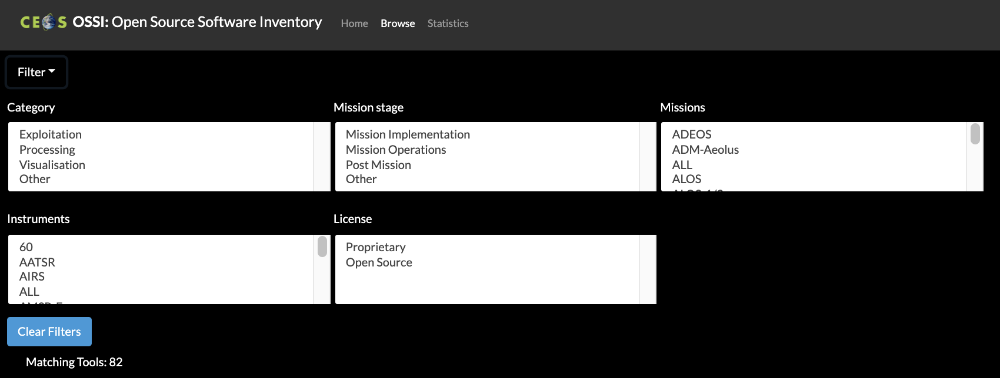 CEOS OSSI: Open Source Software Inventory Home Browse Statistics
Filter
Category
Exploitation
Processing
Visualisation
Other
Mission stage
Mission Implementation
Mission Operations
Post Mission
Other
Missions
ADEOS
ADM-Aeolus
ALL
ALOS
Instruments
60
AATSR
AIRS
ALL
License
Proprietary
Open Source
Clear Filters
Matching Tools: 82